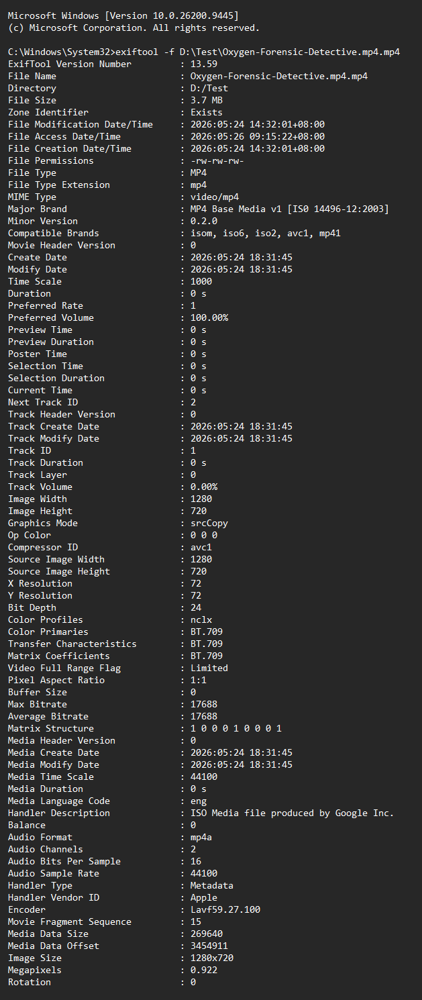 Microsoft Windows [Version 10.0.26200.9445]
(c) Microsoft Corporation. All rights reserved.

C:\Windows\System32>exiftool -f D:\Test\Oxygen-Forensic-Detective.mp4.mp4
ExifTool Version Number         : 13.59
File Name                       : Oxygen-Forensic-Detective.mp4.mp4
Directory                       : D:/Test
File Size                       : 3.7 MB
Zone Identifier                 : Exists
File Modification Date/Time     : 2026:05:24 14:32:01+08:00
File Access Date/Time           : 2026:05:26 09:15:22+08:00
File Creation Date/Time         : 2026:05:24 14:32:01+08:00
File Permissions                : -rw-rw-rw-
File Type                       : MP4
File Type Extension             : mp4
MIME Type                       : video/mp4
Major Brand                     : MP4 Base Media v1 [IS0 14496-12:2003]
Minor Version                   : 0.2.0
Compatible Brands               : isom, iso6, iso2, avc1, mp41
Movie Header Version            : 0
Create Date                     : 2026:05:24 18:31:45
Modify Date                     : 2026:05:24 18:31:45
Time Scale                      : 1000
Duration                        : 0 s
Preferred Rate                  : 1
Preferred Volume                : 100.00%
Preview Time                    : 0 s
Preview Duration                : 0 s
Poster Time                     : 0 s
Selection Time                  : 0 s
Selection Duration              : 0 s
Current Time                    : 0 s
Next Track ID                   : 2
Track Header Version            : 0
Track Create Date               : 2026:05:24 18:31:45
Track Modify Date               : 2026:05:24 18:31:45
Track ID                        : 1
Track Duration                  : 0 s
Track Layer                     : 0
Track Volume                    : 0.00%
Image Width                     : 1280
Image Height                    : 720
Graphics Mode                   : srcCopy
Op Color                        : 0 0 0
Compressor ID                   : avc1
Source Image Width              : 1280
Source Image Height             : 720
X Resolution                    : 72
Y Resolution                    : 72
Bit Depth                       : 24
Color Profiles                  : nclx
Color Primaries                 : BT.709
Transfer Characteristics        : BT.709
Matrix Coefficients             : BT.709
Video Full Range Flag           : Limited
Pixel Aspect Ratio              : 1:1
Buffer Size                     : 0
Max Bitrate                     : 17688
Average Bitrate                 : 17688
Matrix Structure                : 1 0 0 0 1 0 0 0 1
Media Header Version            : 0
Media Create Date               : 2026:05:24 18:31:45
Media Modify Date               : 2026:05:24 18:31:45
Media Time Scale                : 44100
Media Duration                  : 0 s
Media Language Code             : eng
Handler Description             : ISO Media file produced by Google Inc.
Balance                         : 0
Audio Format                    : mp4a
Audio Channels                  : 2
Audio Bits Per Sample           : 16
Audio Sample Rate               : 44100
Handler Type                    : Metadata
Handler Vendor ID               : Apple
Encoder                         : Lavf59.27.100
Movie Fragment Sequence         : 15
Media Data Size                 : 269640
Media Data Offset               : 3454911
Image Size                      : 1280x720
Megapixels                      : 0.922
Rotation                        : 0